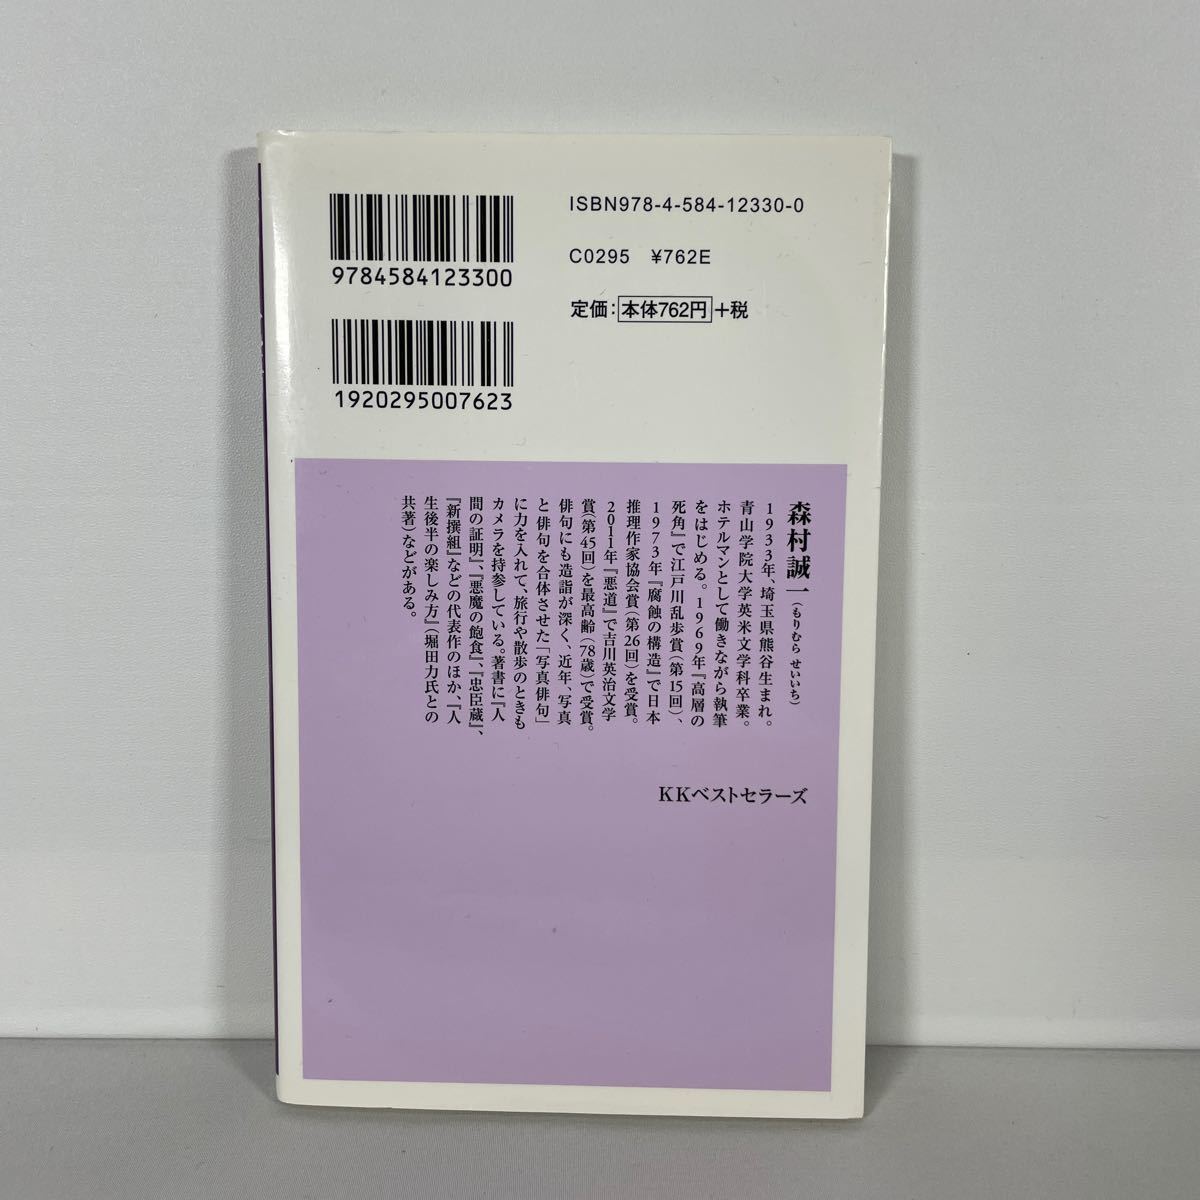 9784584123300
ISBN978-4-584-12330-0
C0295 ¥762E
定価:本体762円+税
1920295007623
森村誠一(もりむら せいいち)
1933年、埼玉県熊谷生まれ。
青山学院大学英米文学科卒業。
ホテルマンとして働きながら執筆
をはじめる。1969年『高層の
死角』で江戸川乱歩賞(第15回)、
1973年『腐蝕の構造』で日本
推理作家協会賞(第26回)を受賞。
2011年『悪道』で吉川英治文学
賞(第45回)を最高齢(78歳)で受賞。
俳句にも造詣が深く、近年、写真
と俳句を合体させた「写真俳句」
に力を入れて、旅行や散歩のときも
カメラを持参している。著書に『人
間の証明』、『悪魔の飽食』、『忠臣蔵』、
『新撰組』などの代表作のほか、『人
生後半の楽しみ方』(堀田力氏との
共著)などがある。
KKベストセラーズ